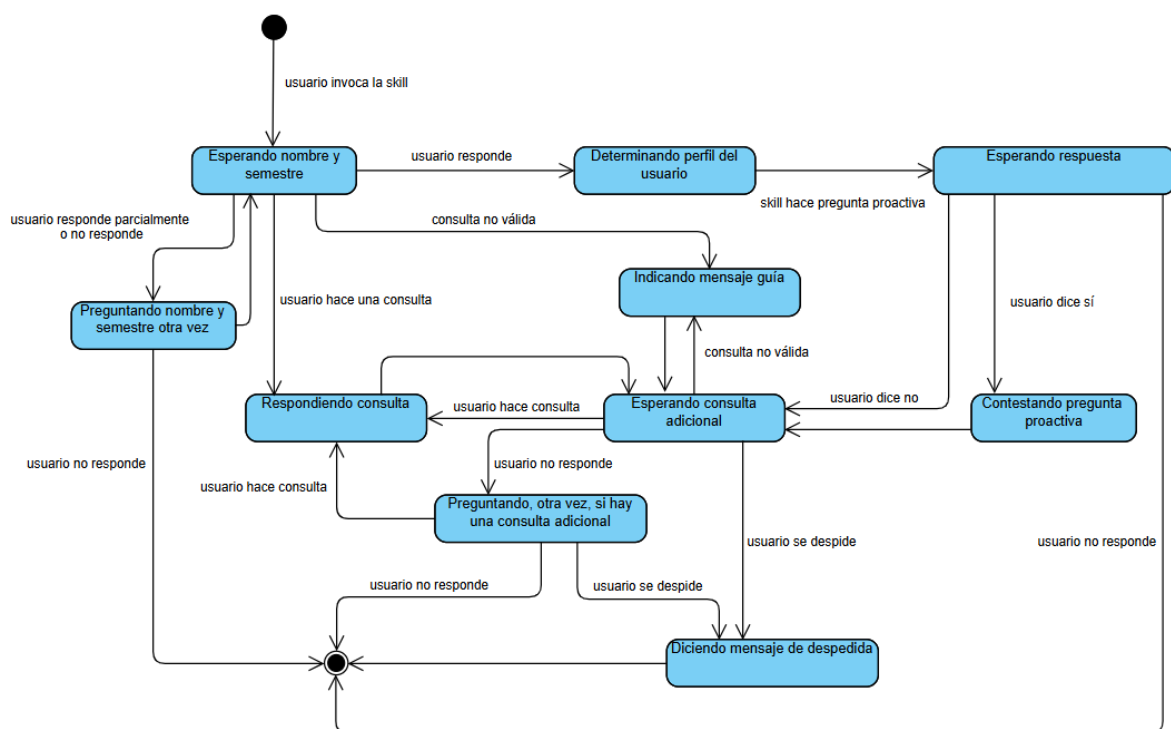 usuario invoca la skill
Esperando nombre y
semestre
usuario responde
Determinando perfil del
usuario
skill hace pregunta proactiva
Esperando respuesta
usuario responde parcialmente
o no responde
consulta no válida
Indicando mensaje guía
usuario hace una consulta
usuario dice sí
Preguntando nombre y
semestre otra vez
consulta no válida
Respondiendo consulta
usuario hace consulta
Esperando consulta
adicional
usuario dice no
Contestando pregunta
proactiva
usuario no responde
usuario hace consulta
usuario no responde
Preguntando, otra vez, si hay
una consulta adicional
usuario se despide
usuario no responde
usuario no responde
usuario se despide
Diciendo mensaje de despedida